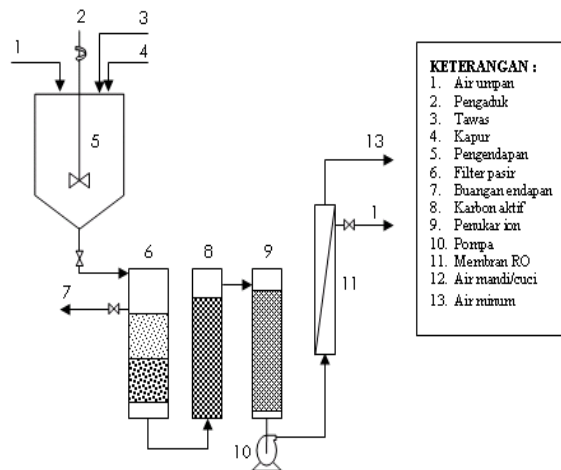 2
3
1
4
5
13
1
6
8
9
7
11
10
KETERANGAN :
1. Air umpan
2. Pengaduk
3. Tawas
4. Kapur
5. Pengendapan
6. Filter pasir
7. Buangan endapan
8. Karbon aktif
9. Penukar ion
10. Pompa
11. Membran RO
12. Air mandi/cuci
13. Air minum